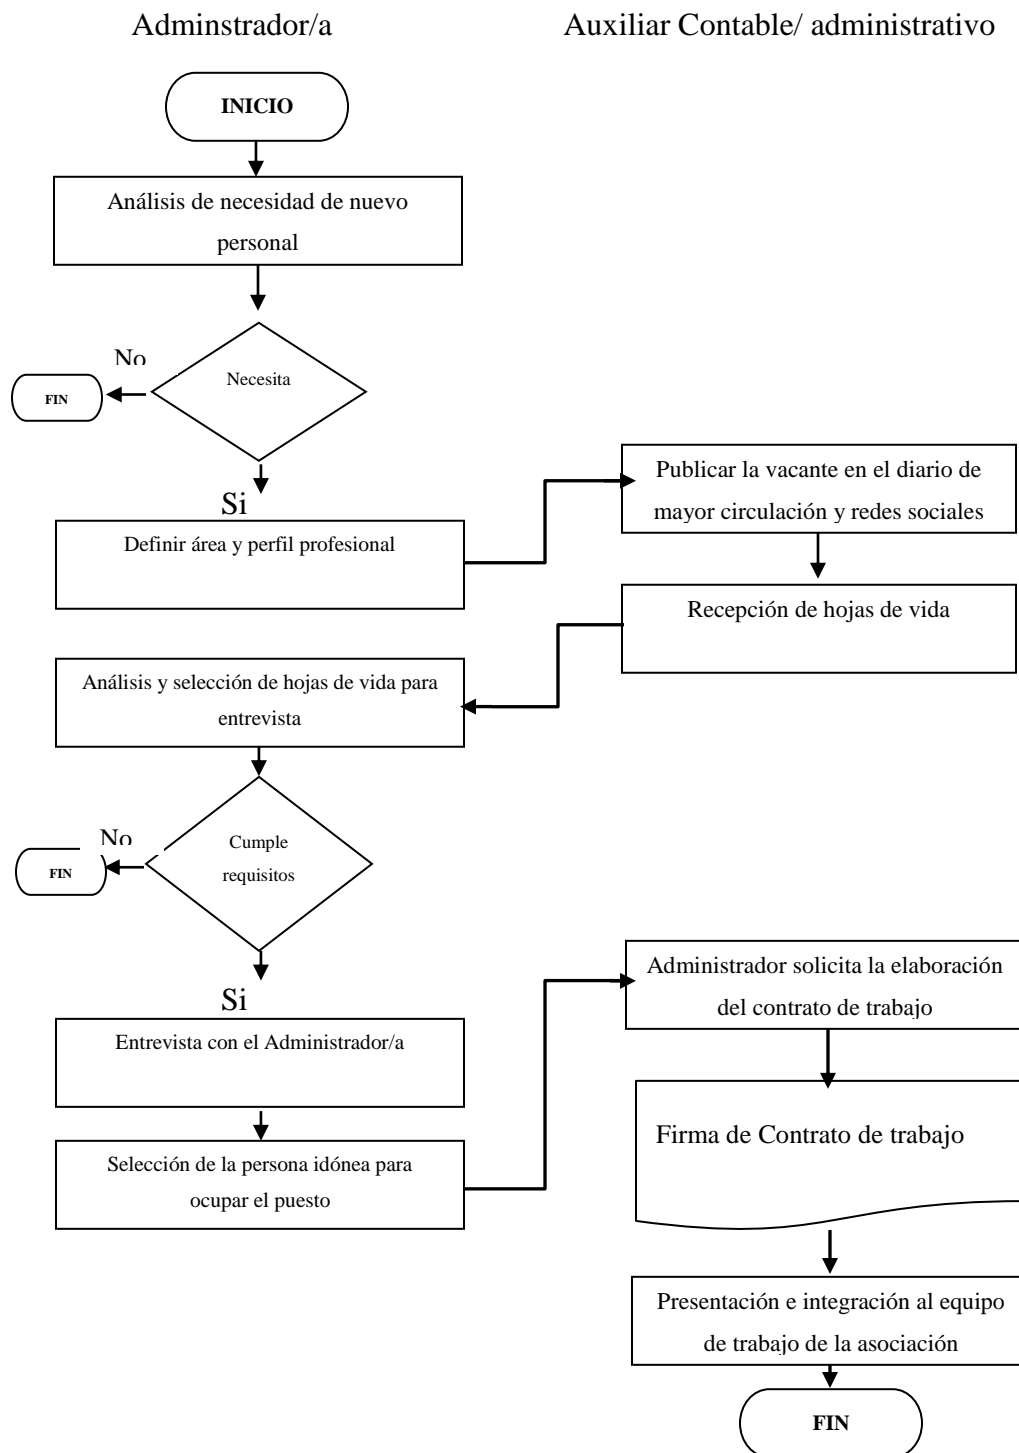 Adminstrador/a
Auxiliar Contable/ administrativo
INICIO
Análisis de necesidad de nuevo
personal
No
Necesita
FIN
Si
Definir área y perfil profesional
Publicar la vacante en el diario de
mayor circulación y redes sociales
Recepción de hojas de vida
Análisis y selección de hojas de vida para
entrevista
No
Cumple
requisitos
FIN
Si
Entrevista con el Administrador/a
Selección de la persona idónea para
ocupar el puesto
Administrador solicita la elaboración
del contrato de trabajo
Firma de Contrato de trabajo
Presentación e integración al equipo
de trabajo de la asociación
FIN